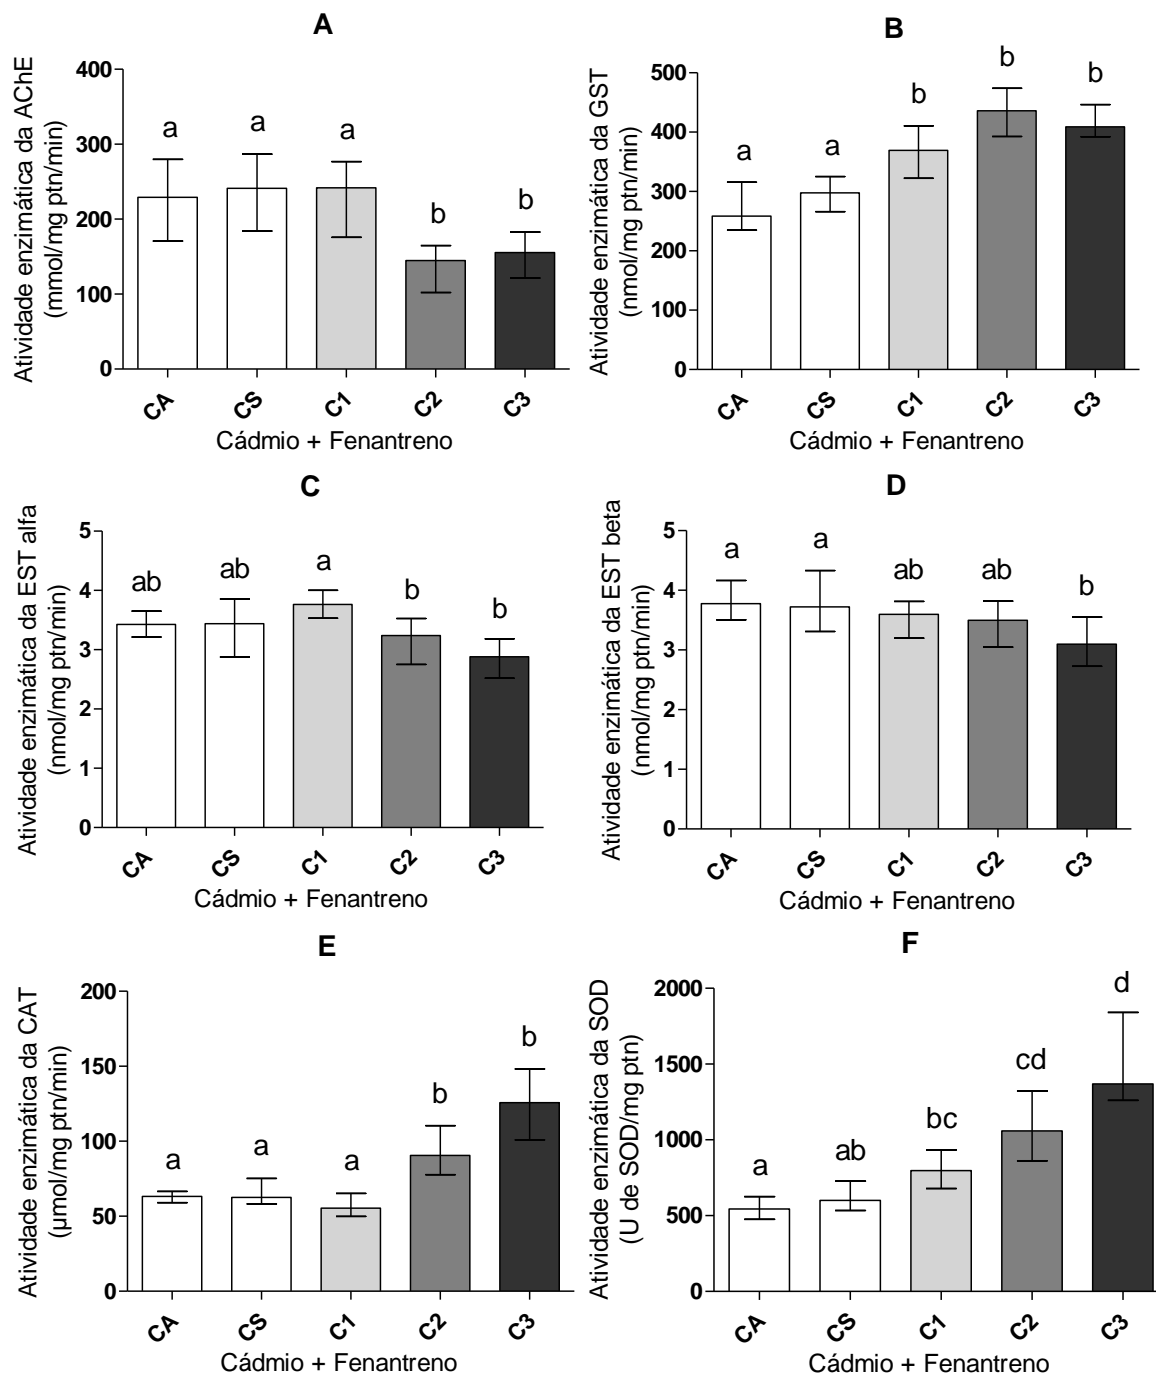 A
Atividade enzimática da AChE
(mmol/mg ptn/min)
400
300
200
100
0
a
a
a
b
b
CA
CS
C1
C2
C3
Cádmio + Fenantreno
B
Atividade enzimática da GST
(nmol/mg ptn/min)
500
400
300
200
100
0
a
a
b
b
b
CA
CS
C1
C2
C3
Cádmio + Fenantreno
C
Atividade enzimática da EST alfa
(nmol/mg ptn/min)
5
4
3
2
1
0
ab
ab
a
b
b
CA
CS
C1
C2
C3
Cádmio + Fenantreno
D
Atividade enzimática da EST beta
(nmol/mg ptn/min)
5
4
3
2
1
0
a
a
ab
ab
b
CA
CS
C1
C2
C3
Cádmio + Fenantreno
E
Atividade enzimática da CAT
(µmol/mg ptn/min)
200
150
100
50
0
a
a
a
b
b
CA
CS
C1
C2
C3
Cádmio + Fenantreno
F
Atividade enzimática da SOD
(U de SOD/mg ptn)
2000
1500
1000
500
0
a
ab
bc
cd
d
CA
CS
C1
C2
C3
Cádmio + Fenantreno